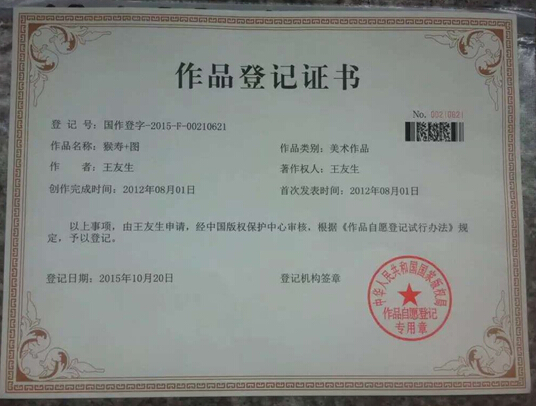 作品登记证书
No. 00210621
登 记 号：国作登字-2015-F-00210621
作品名称：猴寿+图 作品类别：美术作品
作 者：王友生 著作权人：王友生
创作完成时间：2012年08月01日 首次发表时间：2012年08月01日
以上事项，由王友生申请，经中国版权保护中心审核，根据《作品自愿登记试行办法》规
定，予以登记。
登记日期：2015年10月20日 登记机构签章
中华人民共和国国家版权局
作品自愿登记
专用章